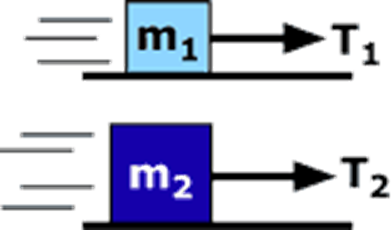 m₁ T₁
m₂ T₂